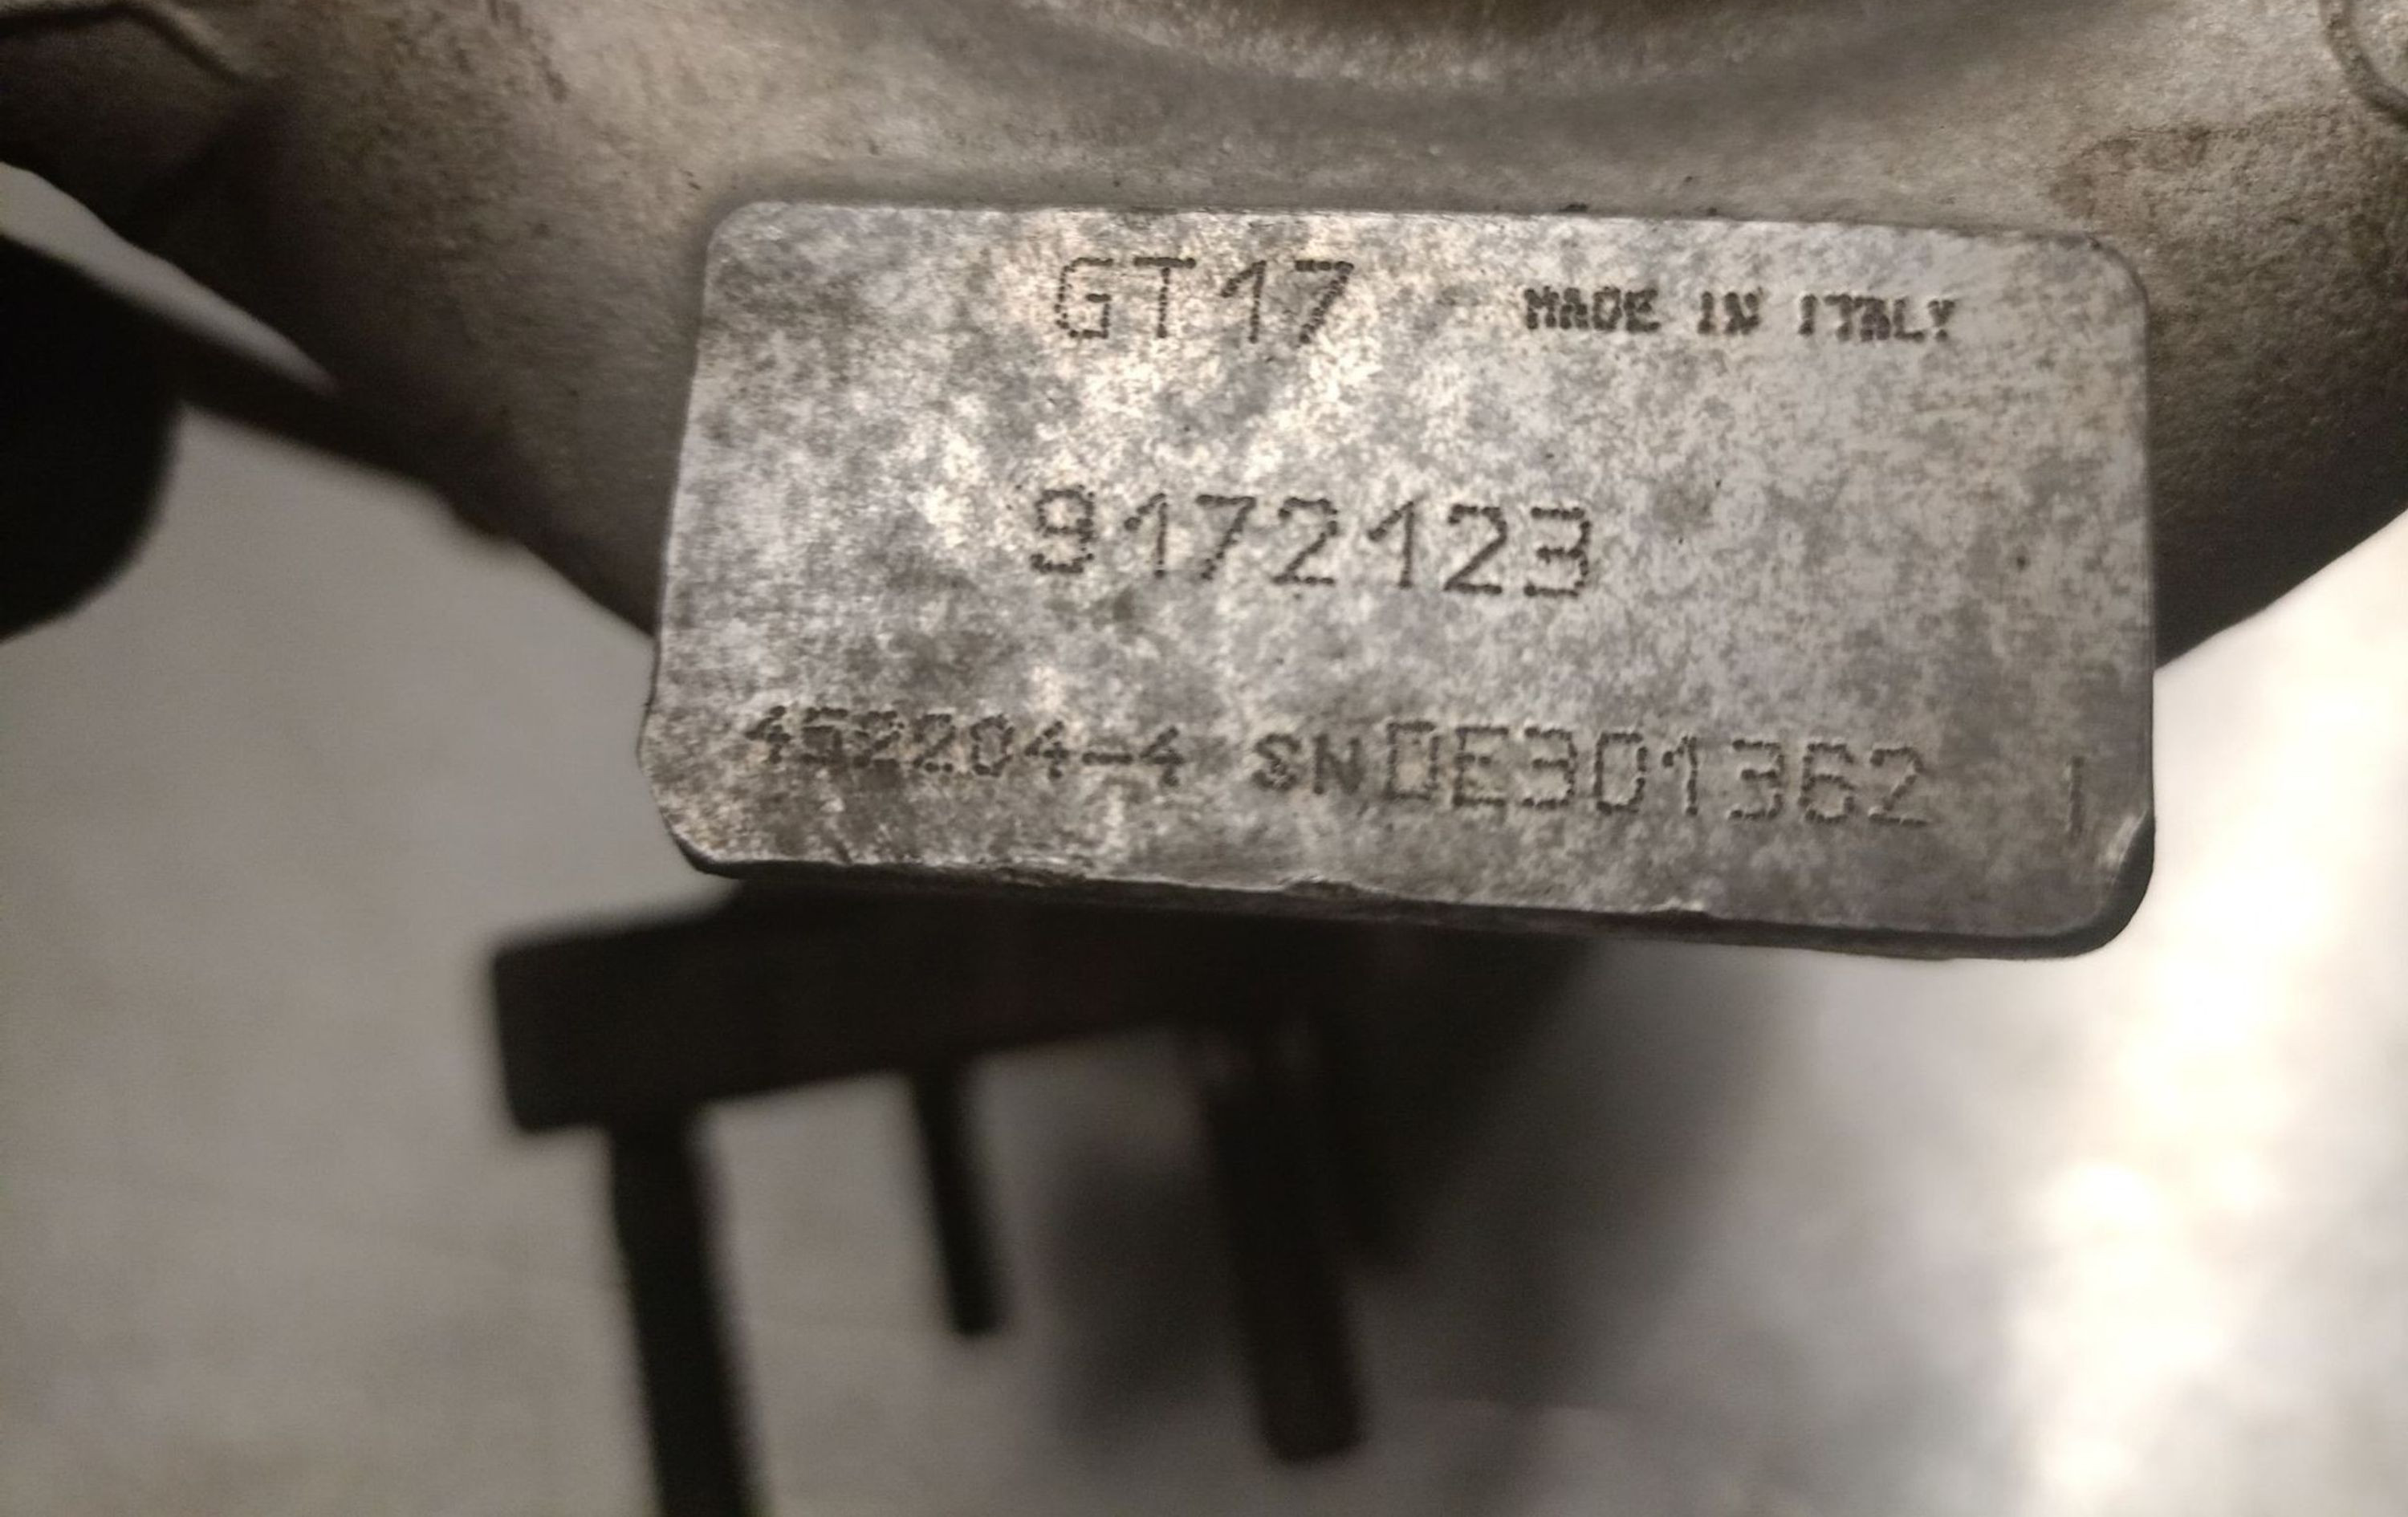 GT17 MADE IN ITALY
9172123
452204-4 SNDE301362 I